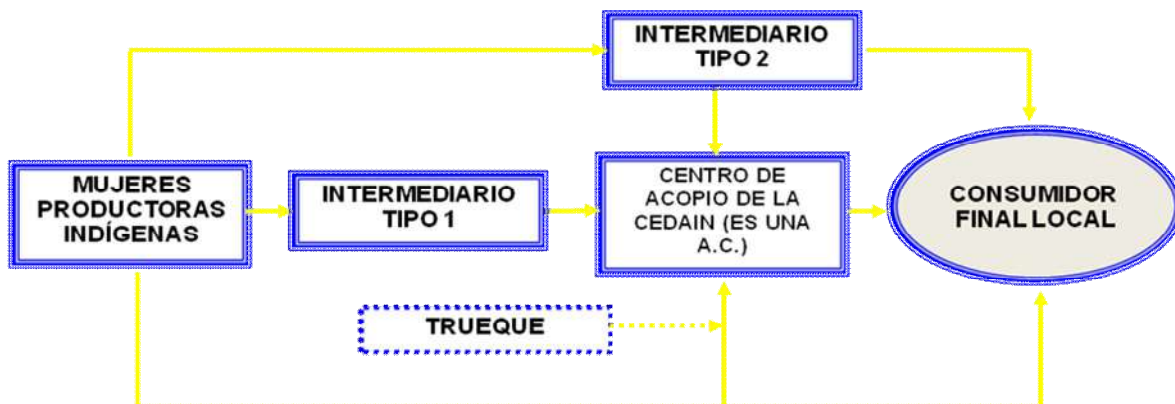 INTERMEDIARIO
TIPO 2
MUJERES
PRODUCTORAS
INDÍGENAS
INTERMEDIARIO
TIPO 1
CENTRO DE
ACOPIO DE LA
CEDAIN (ES UNA
A.C.)
CONSUMIDOR
FINAL LOCAL
TRUEQUE